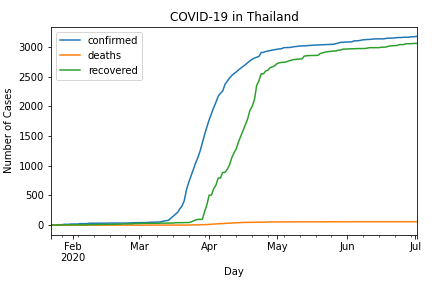 COVID-19 in Thailand
confirmed
deaths
recovered
Number of Cases
3000
2500
2000
1500
1000
500
0
Feb
2020
Mar
Apr
May
Jun
Jul
Day